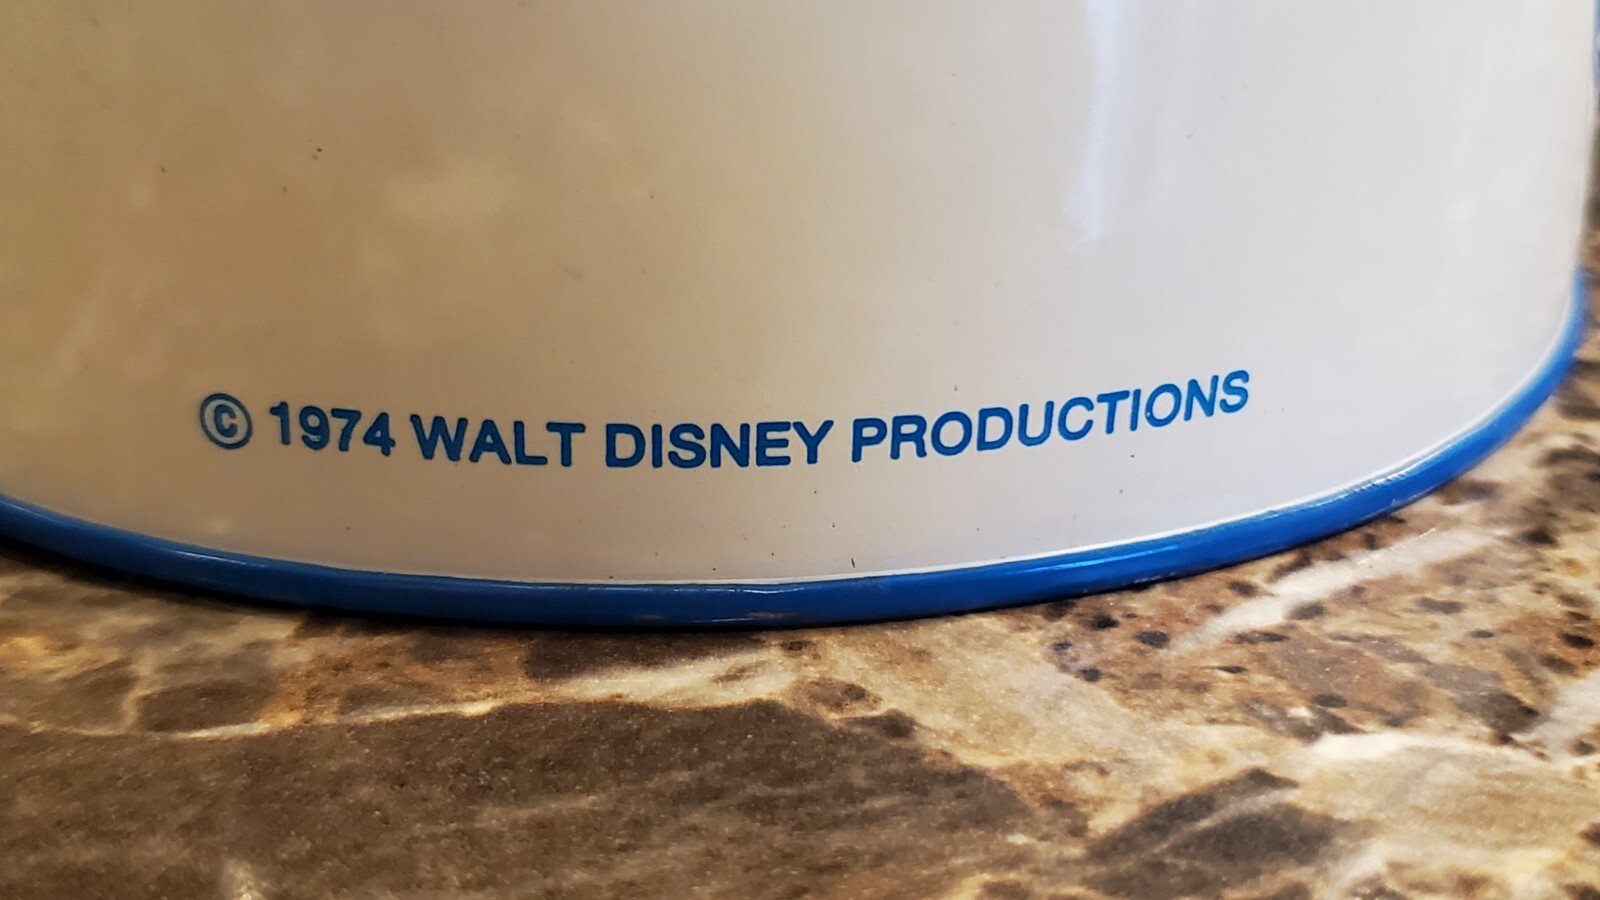 © 1974 WALT DISNEY PRODUCTIONS